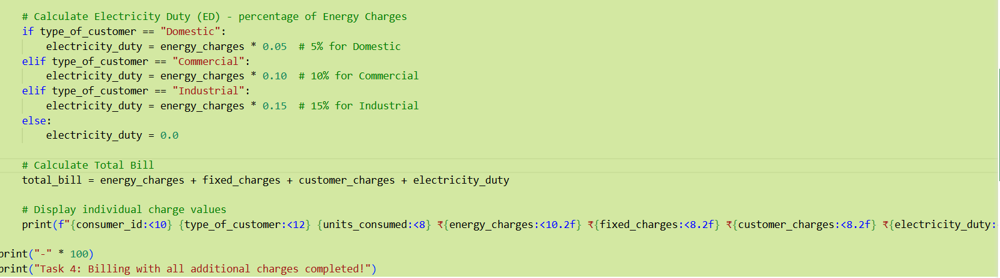 # Calculate Electricity Duty (ED) - percentage of Energy Charges
if type_of_customer == "Domestic":
electricity_duty = energy_charges * 0.05  # 5% for Domestic
elif type_of_customer == "Commercial":
electricity_duty = energy_charges * 0.10  # 10% for Commercial
elif type_of_customer == "Industrial":
electricity_duty = energy_charges * 0.15  # 15% for Industrial
else:
electricity_duty = 0.0
# Calculate Total Bill
total_bill = energy_charges + fixed_charges + customer_charges + electricity_duty
# Display individual charge values
print(f"{consumer_id:<10} {type_of_customer:<12} {units_consumed:<8} ₹{energy_charges:<10.2f} ₹{fixed_charges:<8.2f} ₹{customer_charges:<8.2f} ₹{electricity_duty:
print("-" * 100)
print("Task 4: Billing with all additional charges completed!")